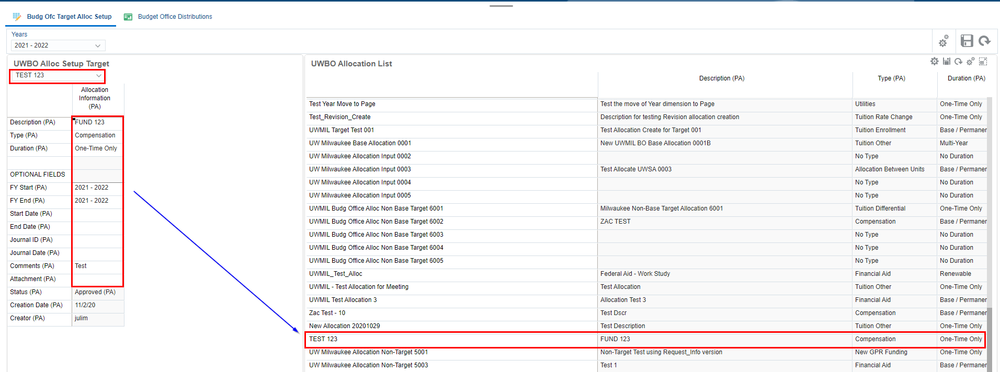 Budg Ofc Target Alloc Setup Budget Office Distributions
Years
2021 - 2022
UWBO Alloc Setup Target
TEST 123
Allocation
Information
(PA)
Description (PA) FUND 123
Type (PA) Compensation
Duration (PA) One-Time Only
OPTIONAL FIELDS
FY Start (PA) 2021 - 2022
FY End (PA) 2021 - 2022
Start Date (PA)
End Date (PA)
Journal ID (PA)
Journal Date (PA)
Comments (PA) Test
Attachment (PA)
Status (PA) Approved (PA)
Creation Date (PA) 11/2/20
Creator (PA) julim
UWBO Allocation List
Description (PA) Type (PA) Duration (PA)
Test Year Move to Page Test the move of Year dimension to Page Utilities One-Time Only
Test_Revision_Create Description for testing Revision allocation creation Tuition Rate Change One-Time Only
UWMIL Target Test 001 Test Allocation Create for Target 001 Tuition Enrollment Base / Permaner
UW Milwaukee Base Allocation 0001 New UWMIL BO Base Allocation 0001B Tuition Other Multi-Year
UW Milwaukee Allocation Input 0002 No Type No Duration
UW Milwaukee Allocation Input 0003 Test Allocate UWSA 0003 Allocation Between Units Base / Permaner
UW Milwaukee Allocation Input 0004 No Type No Duration
UW Milwaukee Allocation Input 0005 No Type No Duration
UWMIL Budg Office Alloc Non Base Target 6001 Milwaukee Non-Base Target Allocation 6001 Tuition Differential One-Time Only
UWMIL Budg Office Alloc Non Base Target 6002 ZAC TEST Compensation Base / Permaner
UWMIL Budg Office Alloc Non Base Target 6003 No Type No Duration
UWMIL Budg Office Alloc Non Base Target 6004 No Type No Duration
UWMIL Budg Office Alloc Non Base Target 6005 No Type No Duration
UWMIL_Test_Alloc Federal Aid - Work Study Financial Aid Renewable
UWMIL - Test Allocation for Meeting Test Allocation Tuition Other One-Time Only
UWMIL Test Allocation 3 Allocation Test 3 Financial Aid Base / Permaner
Zac Test - 10 Test Dscr Compensation Base / Permaner
New Allocation 20201029 Test Description Tuition Other One-Time Only
TEST 123 FUND 123 Compensation One-Time Only
UW Milwaukee Allocation Non-Target 5001 Non-Target Test using Request_Info version New GPR Funding One-Time Only
UW Milwaukee Allocation Non-Target 5003 Test 1 Financial Aid Base / Permaner